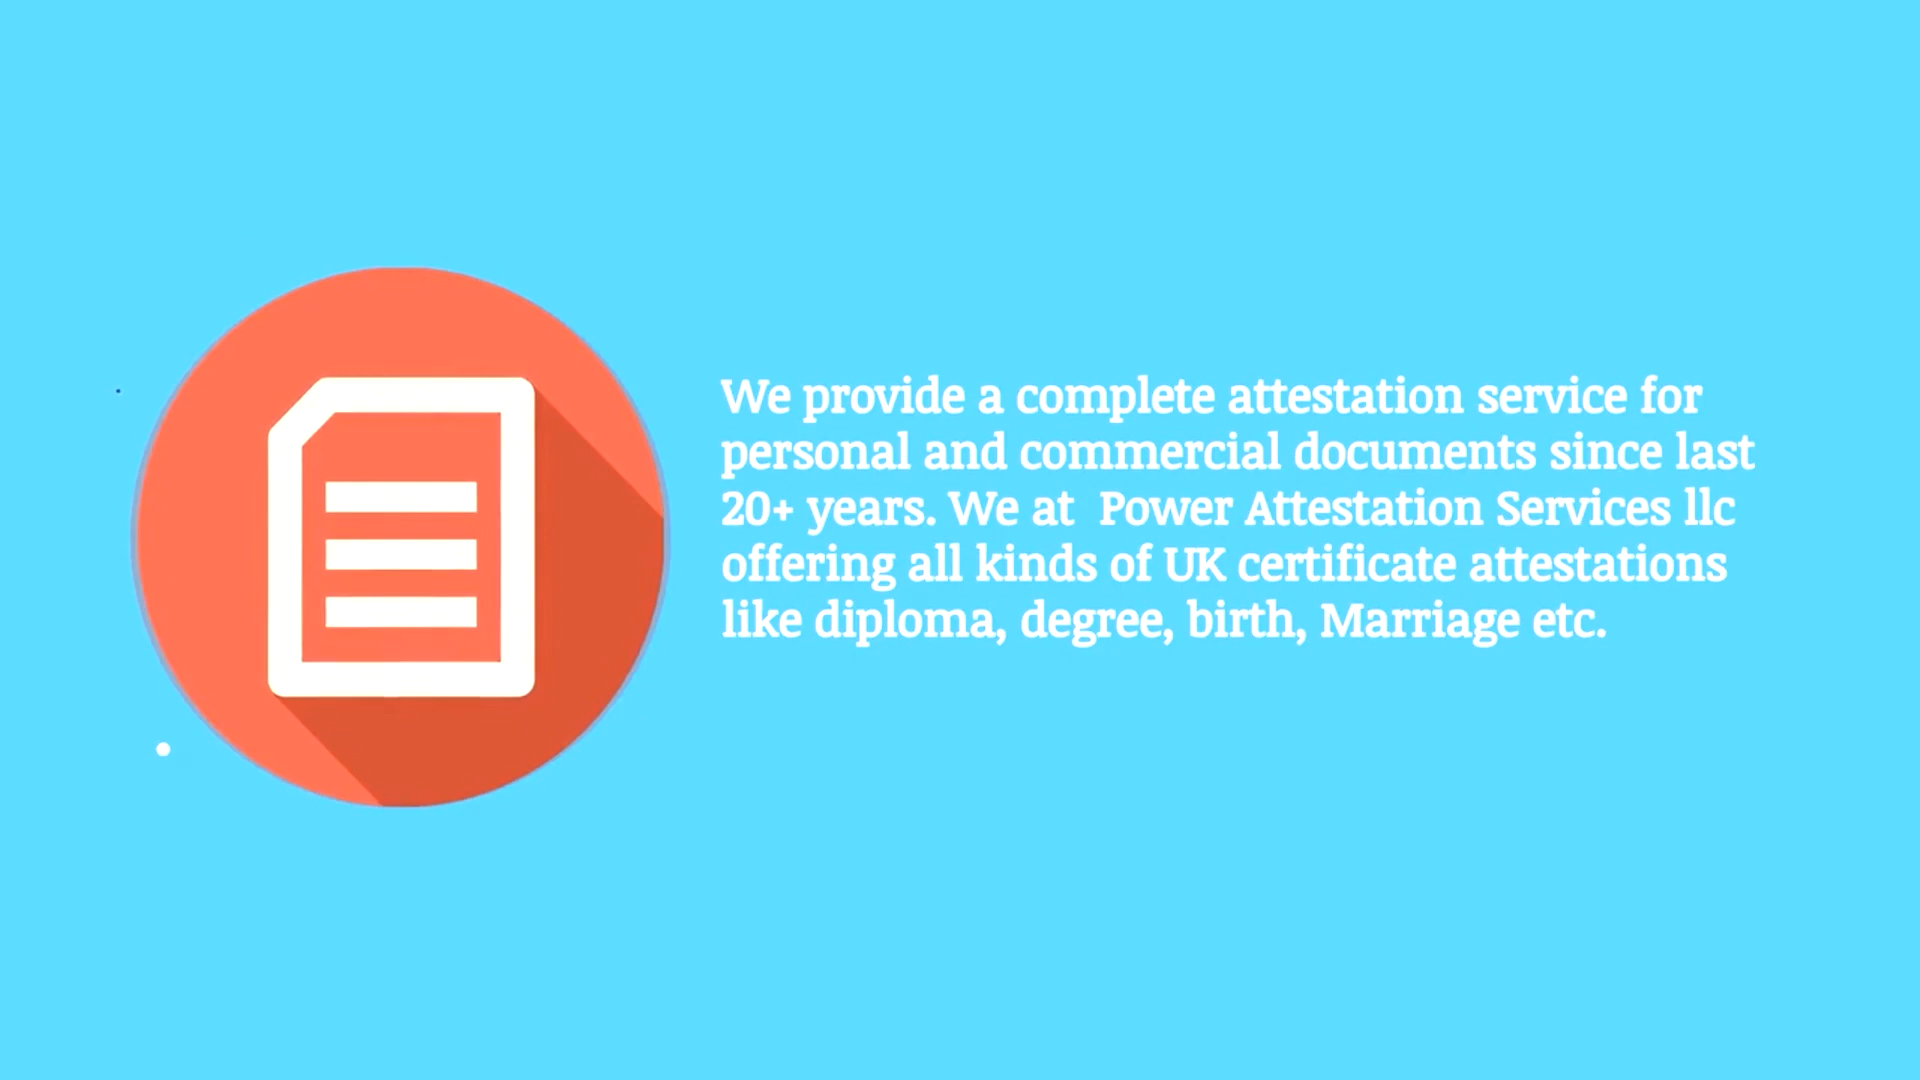 We provide a complete attestation service for
personal and commercial documents since last
20+ years. We at  Power Attestation Services llc
offering all kinds of UK certificate attestations
like diploma, degree, birth, Marriage etc.